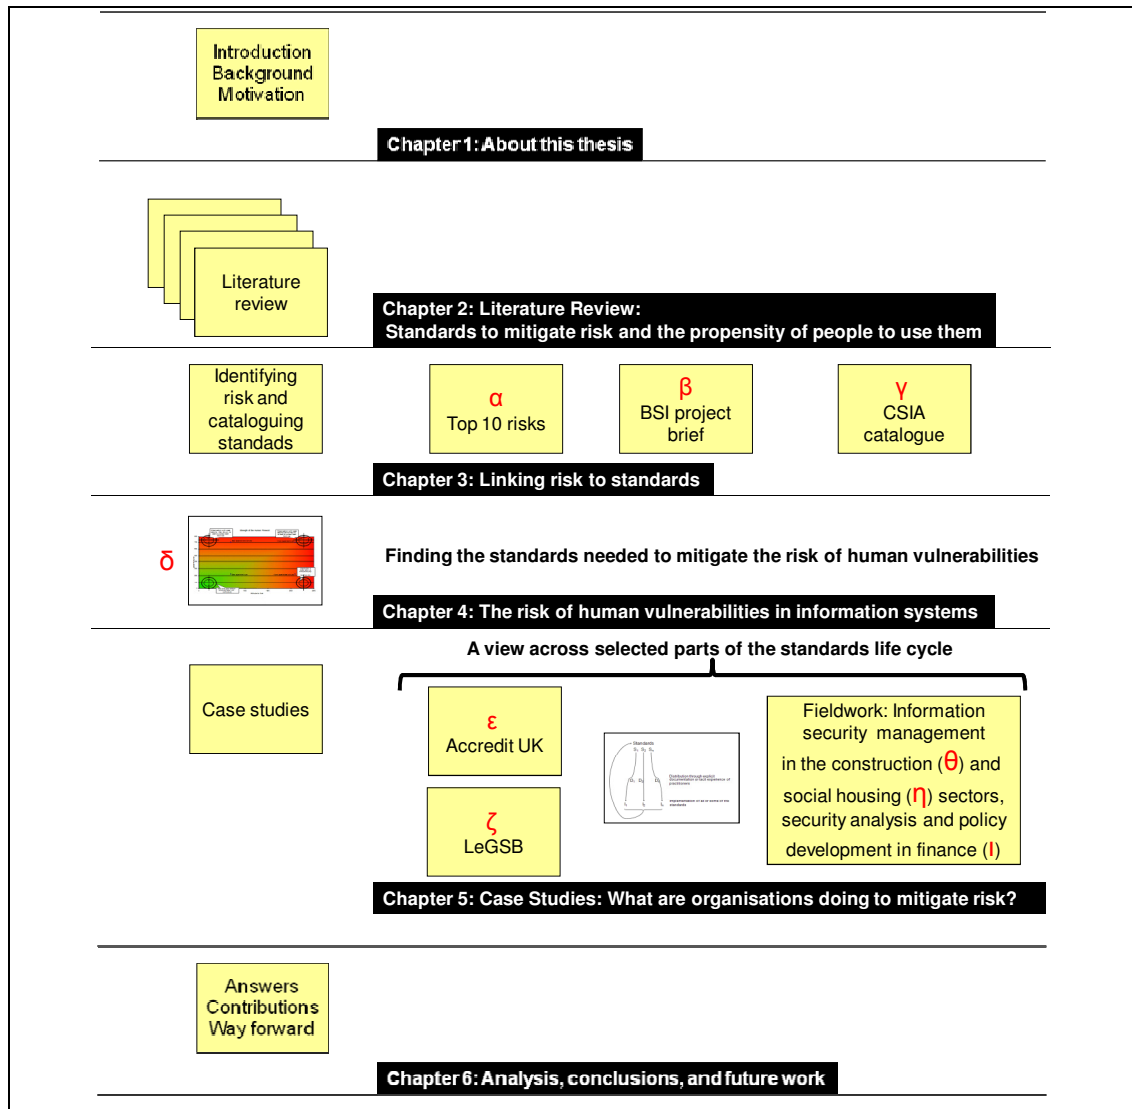 Introduction
Background
Motivation
Chapter 1: About this thesis
Literature
review
Chapter 2: Literature Review:
Standards to mitigate risk and the propensity of people to use them
Identifying
risk and
cataloguing
standads
α
Top 10 risks
β
BSI project
brief
γ
CSIA
catalogue
Chapter 3: Linking risk to standards
δ
Finding the standards needed to mitigate the risk of human vulnerabilities
Chapter 4: The risk of human vulnerabilities in information systems
A view across selected parts of the standards life cycle
Case studies
ε
Accredit UK
ζ
LeGSB
Standards
Fieldwork: Information
security management
in the construction (θ) and
social housing (η) sectors,
security analysis and policy
development in finance (ι)
Chapter 5: Case Studies: What are organisations doing to mitigate risk?
Answers
Contributions
Way forward
Chapter 6: Analysis, conclusions, and future work